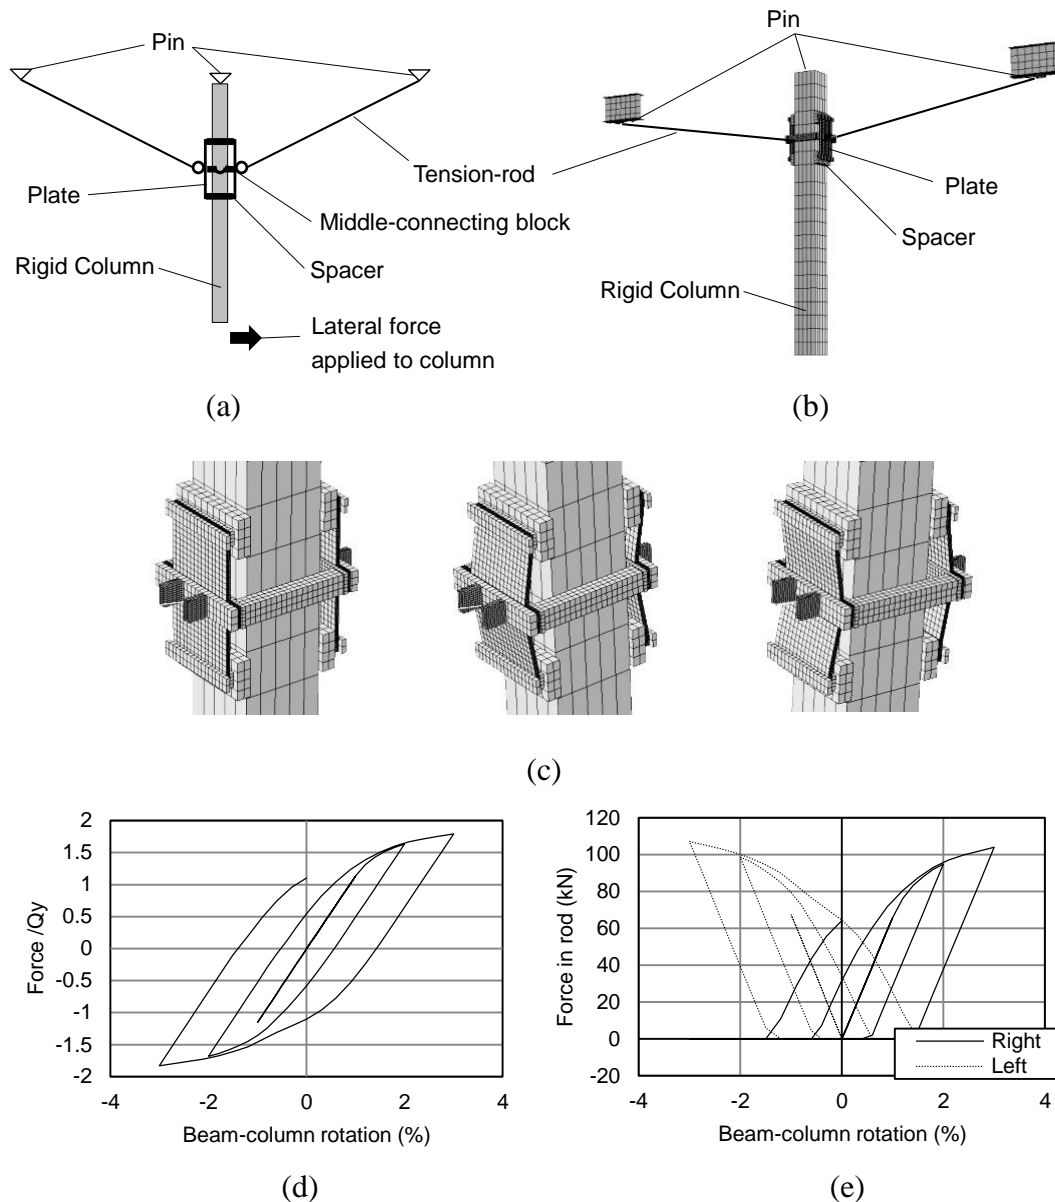 Pin
Tension-rod
Plate
Middle-connecting block
Spacer
Rigid Column
Lateral force
applied to column
(a)
Pin
Plate
Spacer
Rigid Column
(b)
(c)
2
1.5
1
0.5
0
-0.5
-1
-1.5
-2
-4
-2
0
2
4
Force /Qy
Beam-column rotation (%)
(d)
120
100
80
60
40
20
0
-20
-4
-2
0
2
4
Force in rod (kN)
Right
Left
Beam-column rotation (%)
(e)